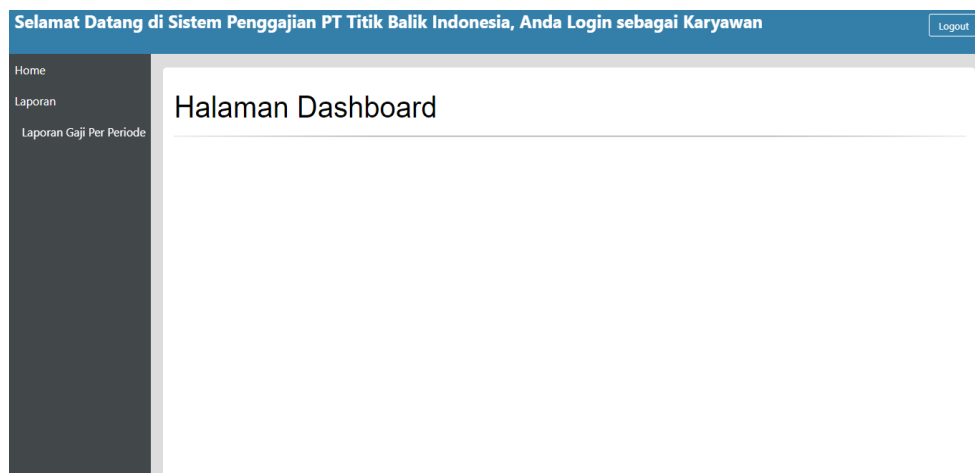 Selamat Datang di Sistem Penggajian PT Titik Balik Indonesia, Anda Login sebagai Karyawan
Logout
Home
Laporan
Laporan Gaji Per Periode
Halaman Dashboard